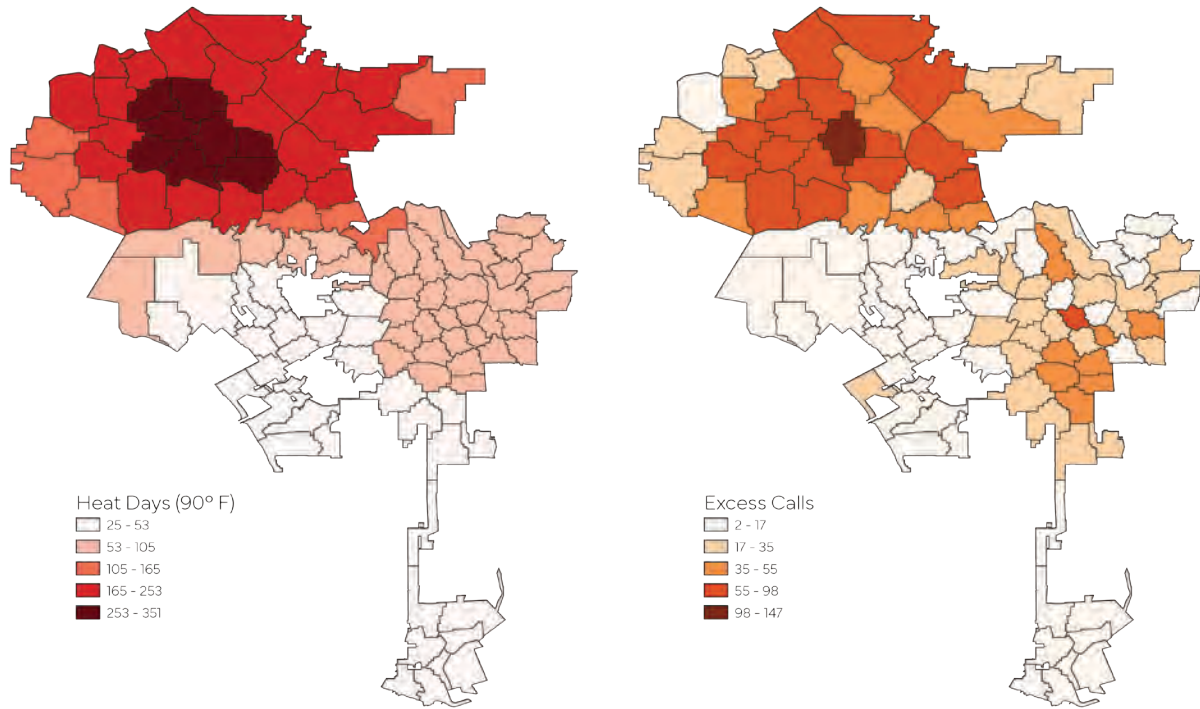 Heat Days (90° F)
25 - 53
53 - 105
105 - 165
165 - 253
253 - 351
Excess Calls
2 - 17
17 - 35
35 - 55
55 - 98
98 - 147